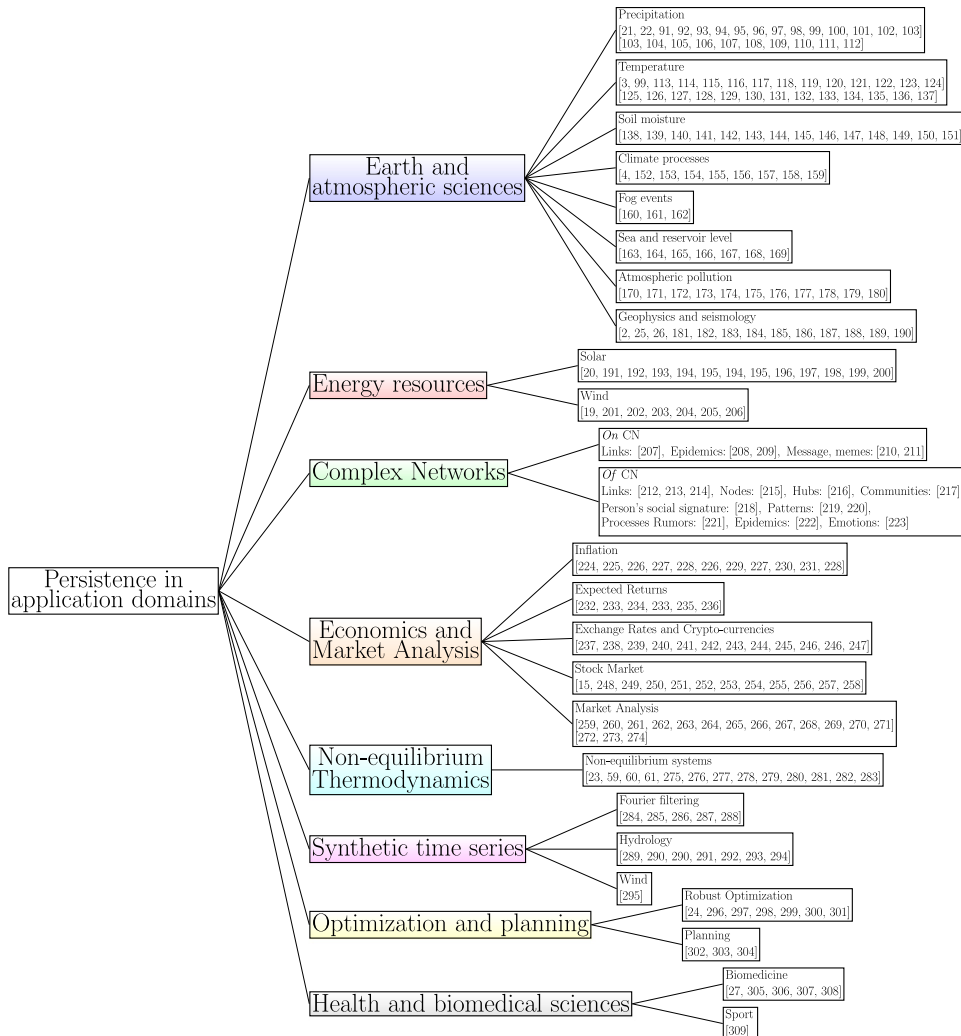 Precipitation
[21, 22, 91, 92, 93, 94, 95, 96, 97, 98, 99, 100, 101, 102, 103]
[103, 104, 105, 106, 107, 108, 109, 110, 111, 112]
Temperature
[3, 99, 113, 114, 115, 116, 117, 118, 119, 120, 121, 122, 123, 124]
[125, 126, 127, 128, 129, 130, 131, 132, 133, 134, 135, 136, 137]
Soil moisture
[138, 139, 140, 141, 142, 143, 144, 145, 146, 147, 148, 149, 150, 151]
Earth and
atmospheric sciences
Climate processes
[4, 152, 153, 154, 155, 156, 157, 158, 159]
Fog events
[160, 161, 162]
Sea and reservoir level
[163, 164, 165, 166, 167, 168, 169]
Atmospheric pollution
[170, 171, 172, 173, 174, 175, 176, 177, 178, 179, 180]
Geophysics and seismology
[2, 25, 26, 181, 182, 183, 184, 185, 186, 187, 188, 189, 190]
Energy resources
Solar
[20, 191, 192, 193, 194, 195, 194, 195, 196, 197, 198, 199, 200]
Wind
[19, 201, 202, 203, 204, 205, 206]
Complex Networks
On CN
Links: [207], Epidemics: [208, 209], Message, memes: [210, 211]
Of CN
Links: [212, 213, 214], Nodes: [215], Hubs: [216], Communities: [217]
Person's social signature: [218], Patterns: [219, 220],
Processes Rumors: [221], Epidemics: [222], Emotions: [223]
Persistence in
application domains
Economics and
Market Analysis
Inflation
[224, 225, 226, 227, 228, 226, 229, 227, 230, 231, 228]
Expected Returns
[232, 233, 234, 233, 235, 236]
Exchange Rates and Crypto-currencies
[237, 238, 239, 240, 241, 242, 243, 244, 245, 246, 246, 247]
Stock Market
[15, 248, 249, 250, 251, 252, 253, 254, 255, 256, 257, 258]
Market Analysis
[259, 260, 261, 262, 263, 264, 265, 266, 267, 268, 269, 270, 271]
[272, 273, 274]
Non-equilibrium
Thermodynamics
Non-equilibrium systems
[23, 59, 60, 61, 275, 276, 277, 278, 279, 280, 281, 282, 283]
Synthetic time series
Fourier filtering
[284, 285, 286, 287, 288]
Hydrology
[289, 290, 290, 291, 292, 293, 294]
Wind
[295]
Optimization and planning
Robust Optimization
[24, 296, 297, 298, 299, 300, 301]
Planning
[302, 303, 304]
Health and biomedical sciences
Biomedicine
[27, 305, 306, 307, 308]
Sport
[309]